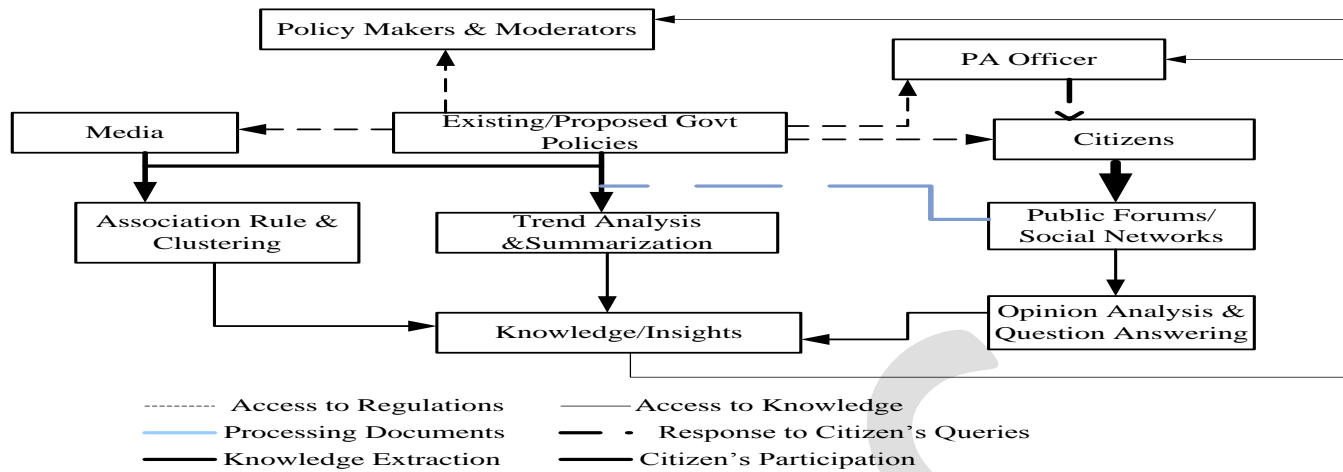 Policy Makers & Moderators
PA Officer
Media
Existing/Proposed Govt
Policies
Citizens
Association Rule &
Clustering
Trend Analysis
&Summarization
Public Forums/
Social Networks
Knowledge/Insights
Opinion Analysis &
Question Answering
Access to Regulations
Access to Knowledge
Processing Documents
Response to Citizen's Queries
Knowledge Extraction
Citizen's Participation